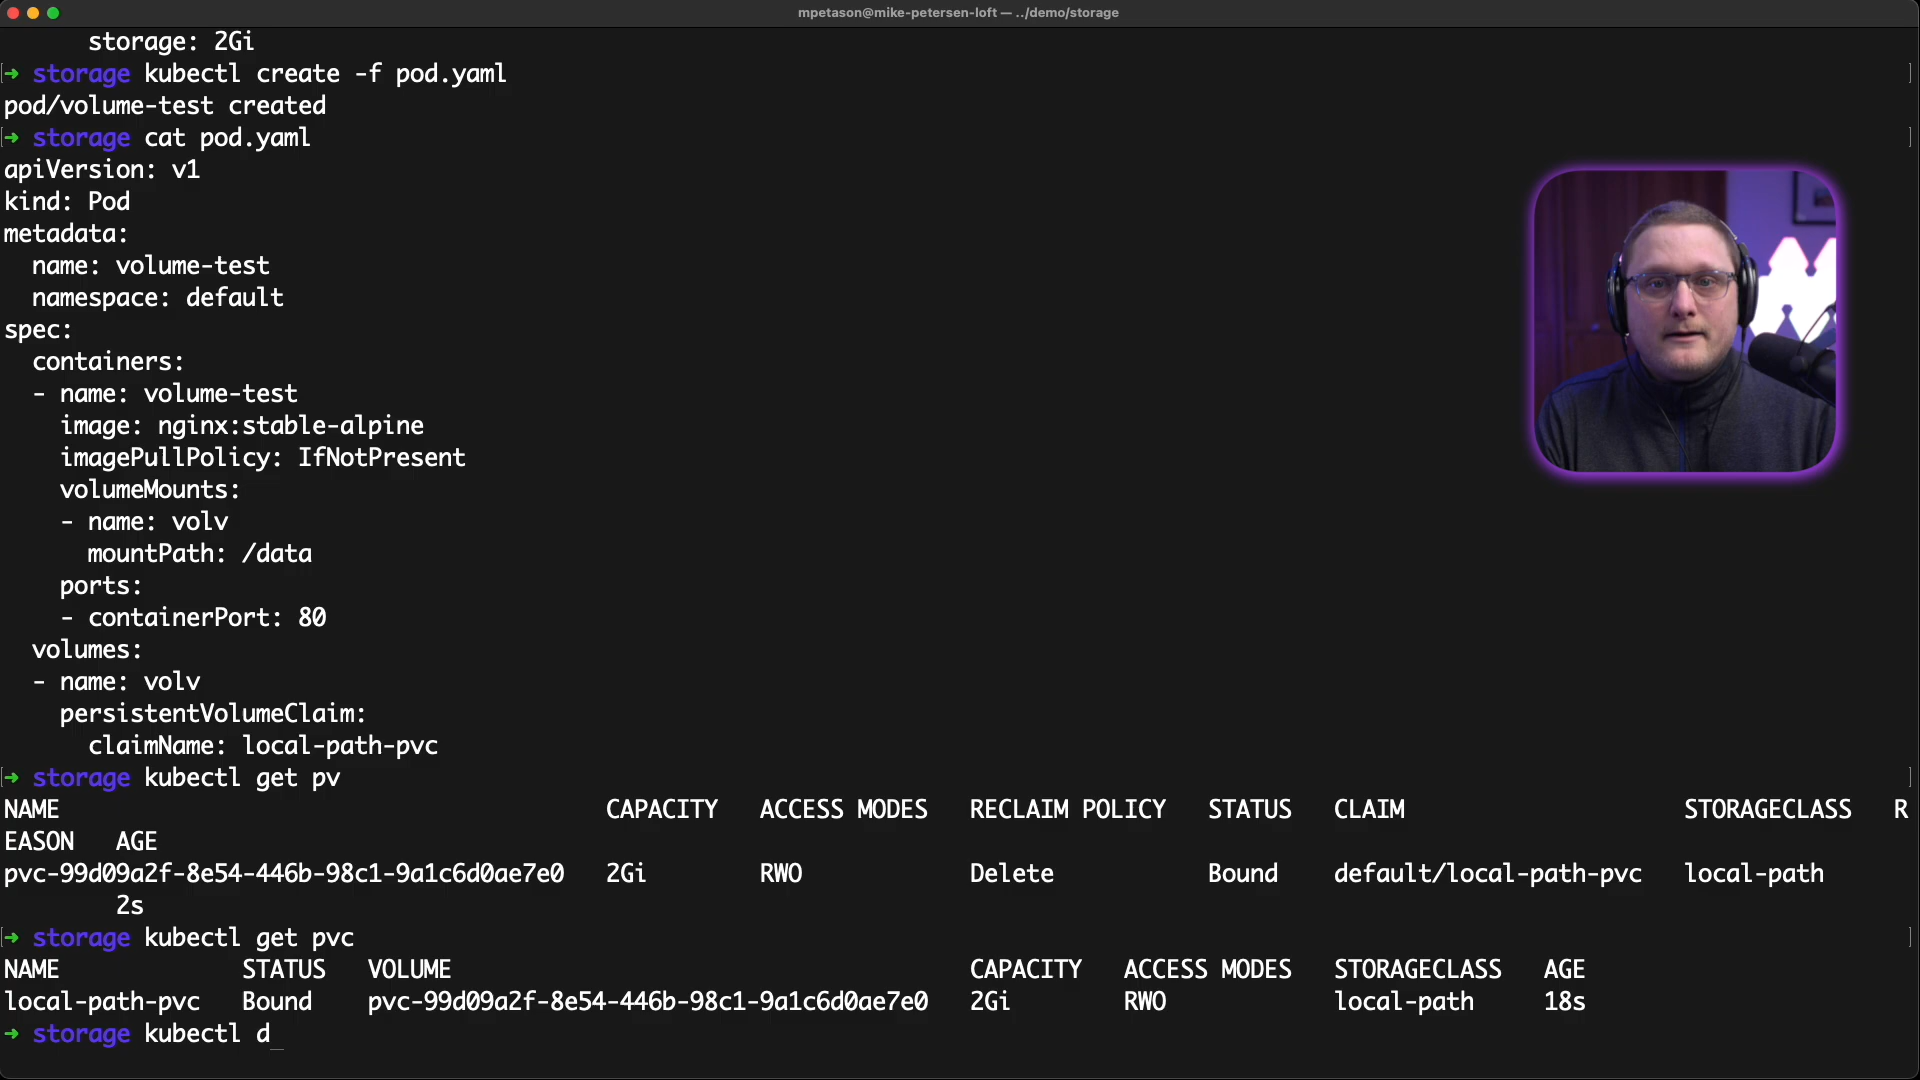 mpetason@mike-petersen-loft — ../demo/storage
      storage: 2Gi
[➜ storage kubectl create -f pod.yaml ]
pod/volume-test created
[➜ storage cat pod.yaml ]
apiVersion: v1
kind: Pod
metadata:
  name: volume-test
  namespace: default
spec:
  containers:
  - name: volume-test
    image: nginx:stable-alpine
    imagePullPolicy: IfNotPresent
    volumeMounts:
    - name: volv
      mountPath: /data
    ports:
    - containerPort: 80
  volumes:
  - name: volv
    persistentVolumeClaim:
      claimName: local-path-pvc
[➜ storage kubectl get pv ]
NAME CAPACITY ACCESS MODES RECLAIM POLICY STATUS CLAIM STORAGECLASS R
EASON AGE
pvc-99d09a2f-8e54-446b-98c1-9a1c6d0ae7e0 2Gi RWO Delete Bound default/local-path-pvc local-path
        2s
[➜ storage kubectl get pvc ]
NAME STATUS VOLUME CAPACITY ACCESS MODES STORAGECLASS AGE
local-path-pvc Bound pvc-99d09a2f-8e54-446b-98c1-9a1c6d0ae7e0 2Gi RWO local-path 18s
➜ storage kubectl d_